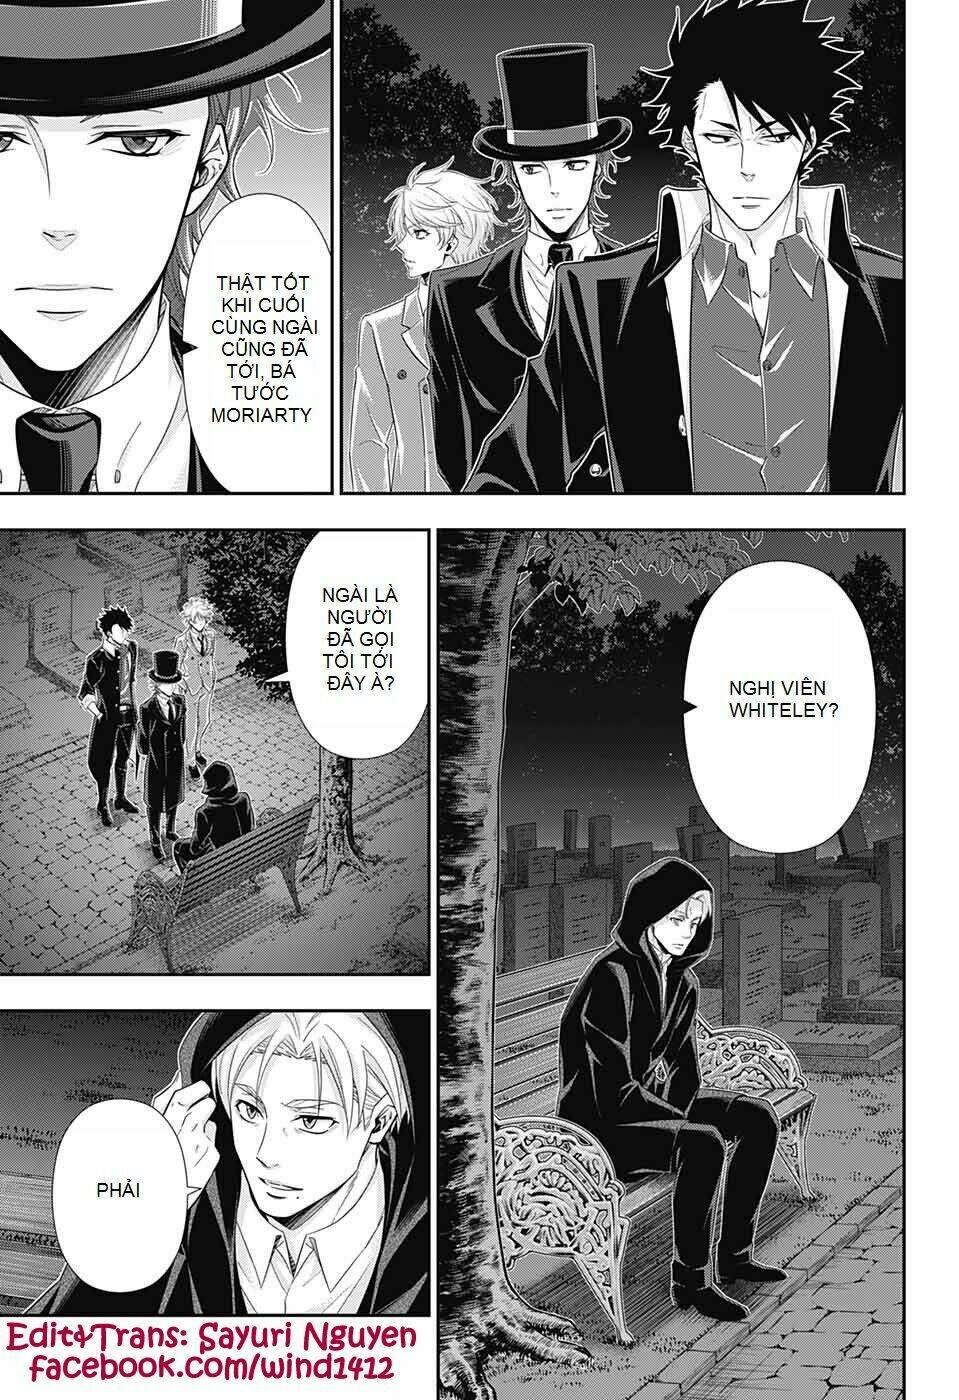 THẬT TỐT
KHI CUỐI
CÙNG NGÀI
CŨNG ĐÃ
TỚI, BÁ
TƯỚC
MORIARTY
NGHỊ VIÊN
WHITELEY?
NGÀI LÀ
NGƯỜI
ĐÃ GỌI
TÔI TỚI
ĐÂY À?
PHẢI
Edit&Trans: Sayuri Nguyen
facebook.com/wind1412